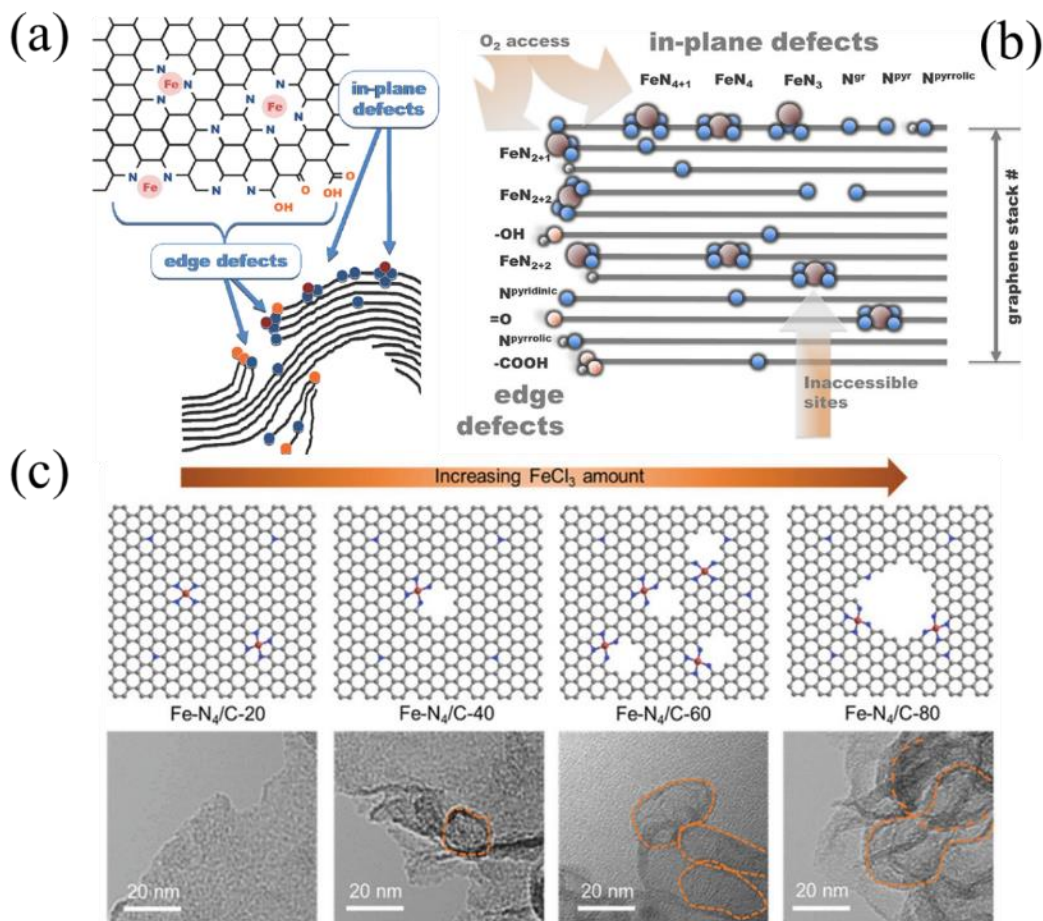 (a)
Fe
N
N
N
N
Fe
N
N
N
N
Fe
N
N
N
O
OH
O
OH
in-plane
defects
edge defects
(b)
O₂ access
in-plane defects
FeN₄₊₁ FeN₄ FeN₃ Nᵍʳ Nᵖʸʳ Nᵖʸʳʳᵒˡⁱᶜ
FeN₂₊₁
FeN₂₊₂
-OH
FeN₂₊₂
Nᵖʸʳⁱᵈⁱⁿⁱᶜ
=O
Nᵖʸʳʳᵒˡⁱᶜ
-COOH
edge
defects
Inaccessible
sites
graphene stack #
(c)
Increasing FeCl₃ amount
Fe-N₄/C-20 Fe-N₄/C-40 Fe-N₄/C-60 Fe-N₄/C-80
20 nm 20 nm 20 nm 20 nm